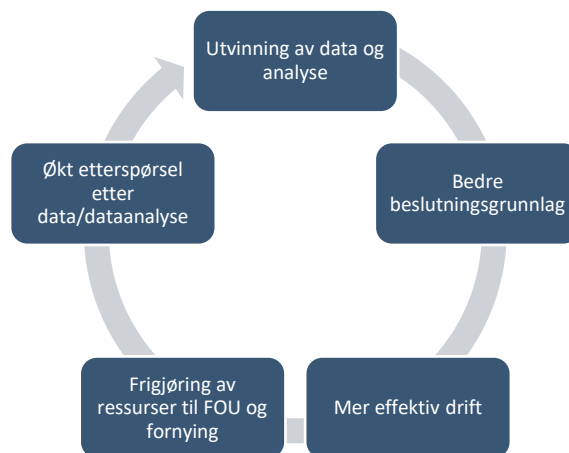 Utvinning av data og
analyse
Bedre
beslutningsgrunnlag
Mer effektiv drift
Frigjøring av
ressurser til FOU og
fornying
Økt etterspørsel
etter
data/dataanalyse